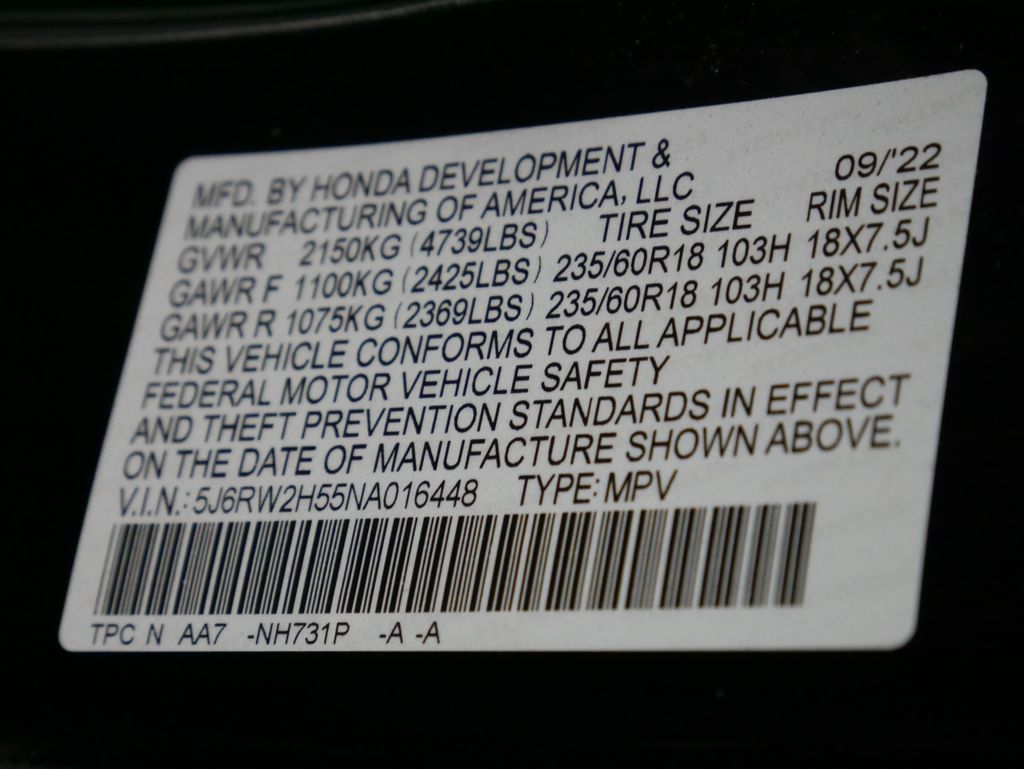 MFD. BY HONDA DEVELOPMENT & 09/'22
MANUFACTURING OF AMERICA, LLC
GVWR 2150KG (4739LBS) TIRE SIZE RIM SIZE
GAWR F 1100KG (2425LBS) 235/60R18 103H 18X7.5J
GAWR R 1075KG (2369LBS) 235/60R18 103H 18X7.5J
THIS VEHICLE CONFORMS TO ALL APPLICABLE
FEDERAL MOTOR VEHICLE SAFETY
AND THEFT PREVENTION STANDARDS IN EFFECT
ON THE DATE OF MANUFACTURE SHOWN ABOVE.
V.I.N.: 5J6RW2H55NA016448 TYPE: MPV
TPC N AA7 -NH731P -A -A